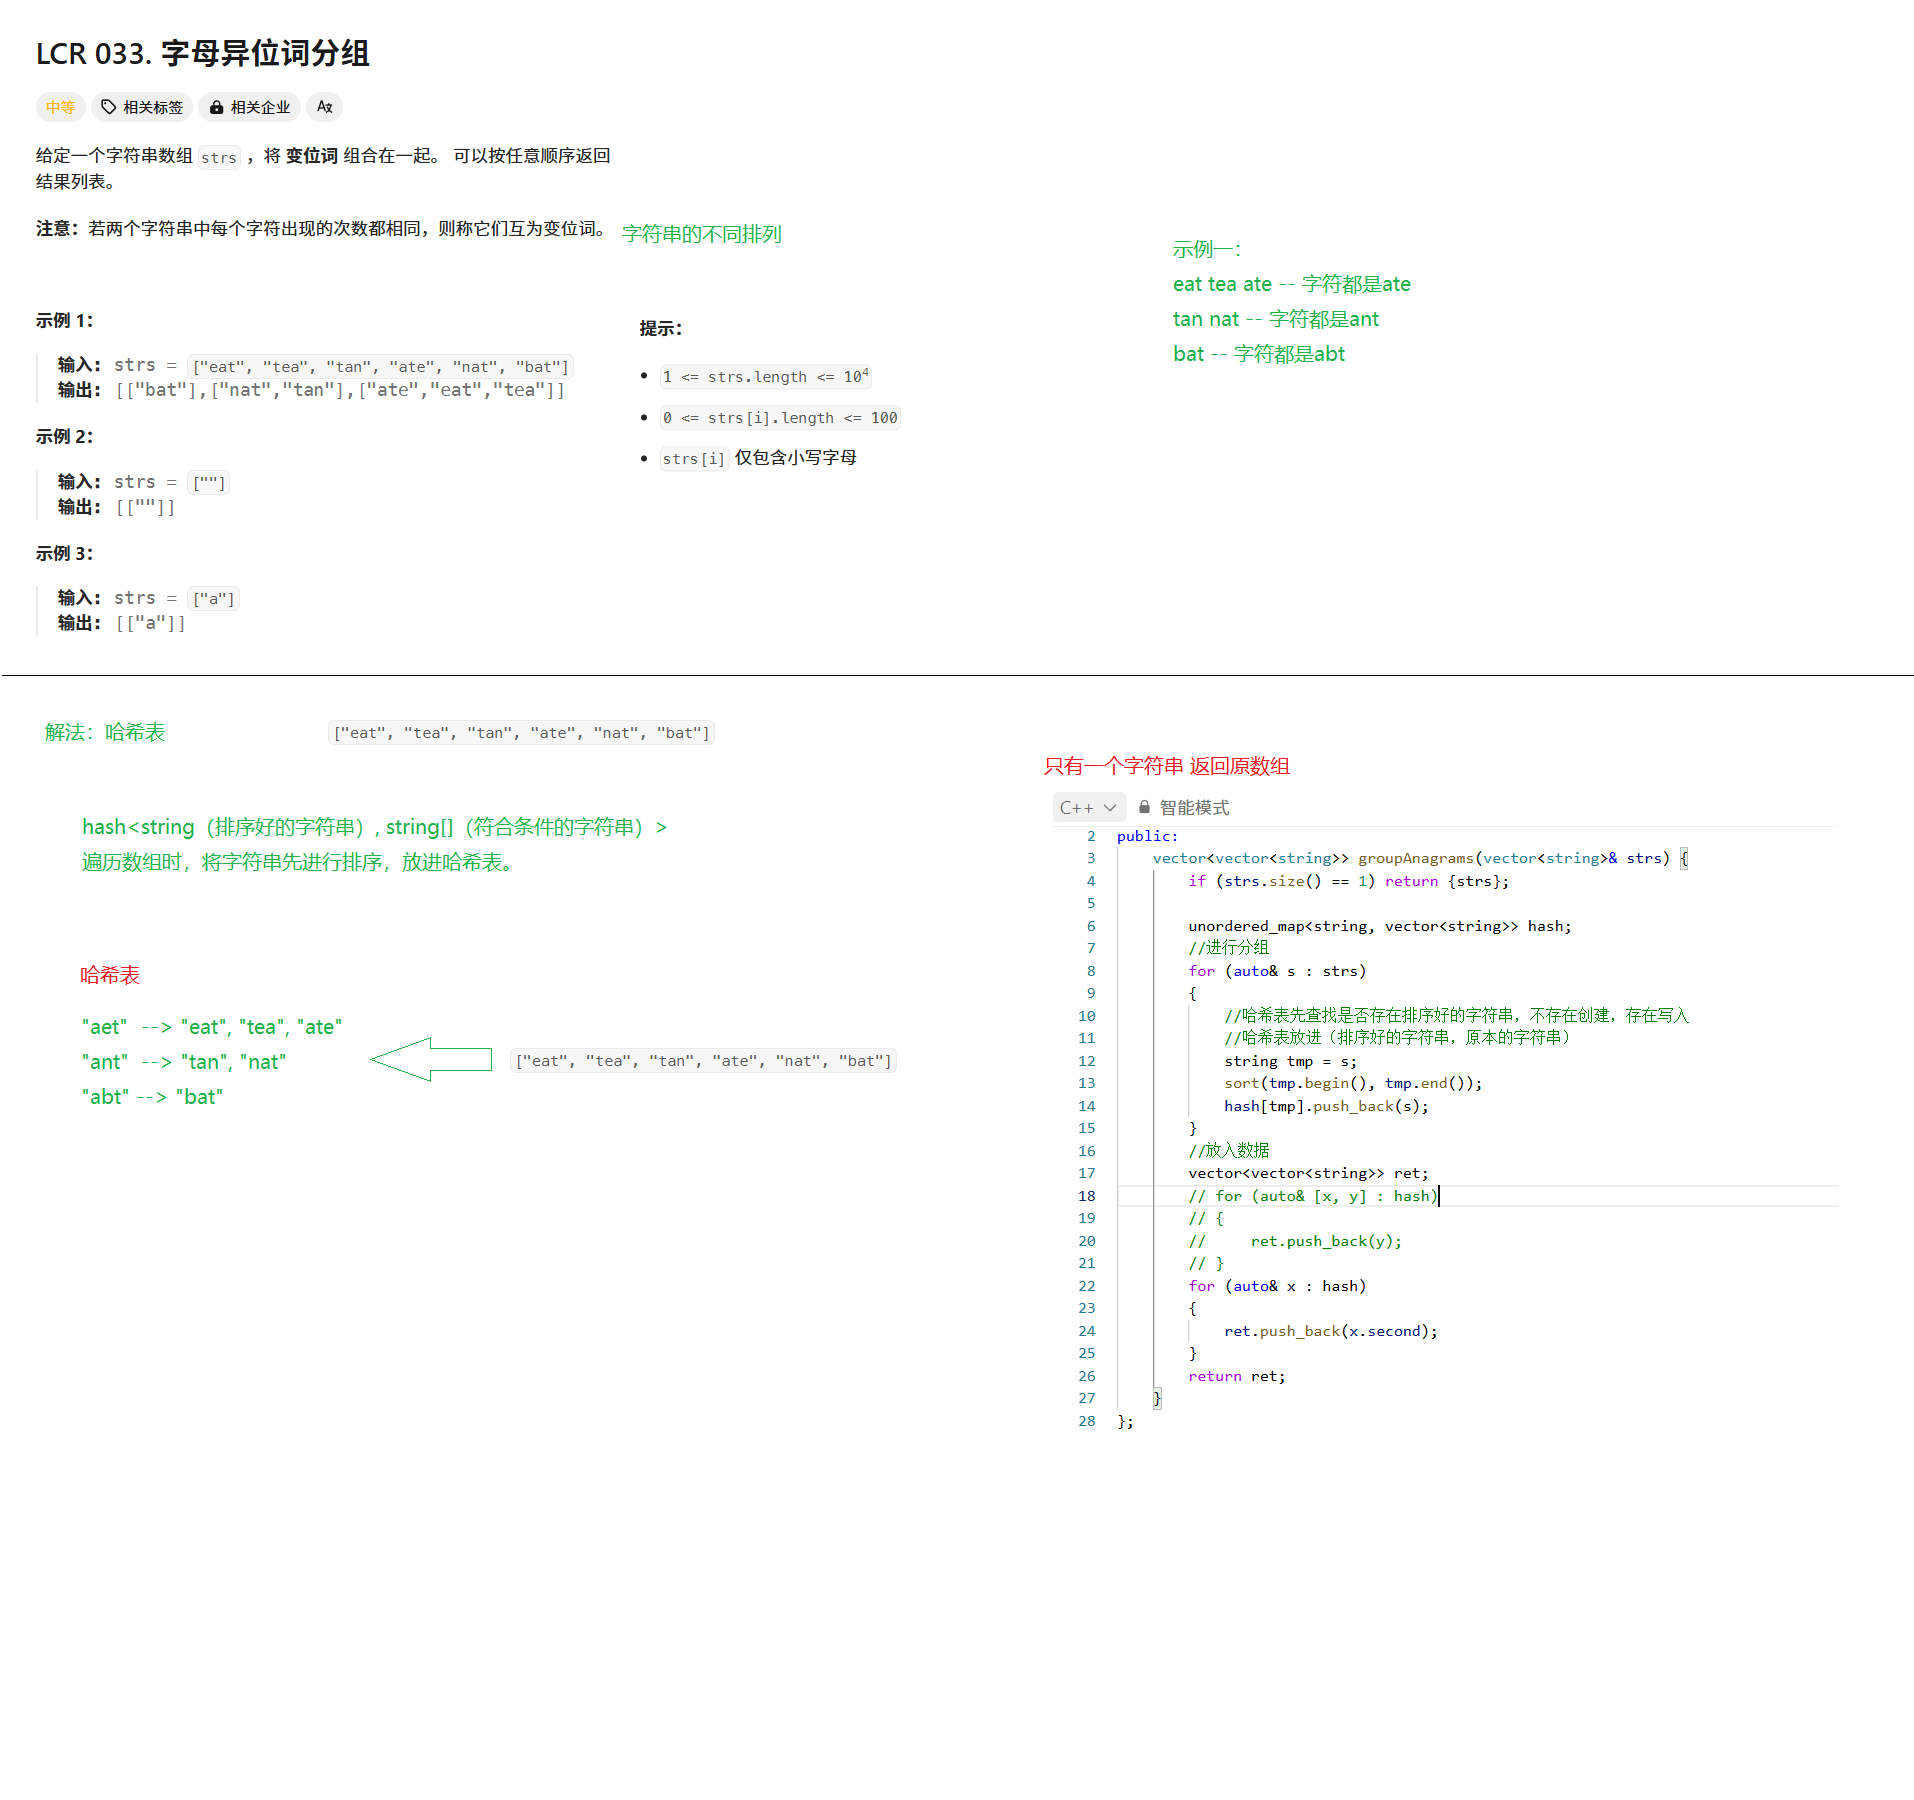 LCR 033. 字母异位词分组
中等 相关标签 相关企业
给定一个字符串数组 strs ，将 变位词 组合在一起。 可以按任意顺序返回
结果列表。
注意：若两个字符串中每个字符出现的次数都相同，则称它们互为变位词。
字符串的不同排列
示例一：
eat tea ate -- 字符都是ate
tan nat -- 字符都是ant
bat -- 字符都是abt
示例 1：
输入： strs = ["eat", "tea", "tan", "ate", "nat", "bat"]
输出： [["bat"],["nat","tan"],["ate","eat","tea"]]
示例 2：
输入： strs = [""]
输出： [[""]]
示例 3：
输入： strs = ["a"]
输出： [["a"]]
提示：
1 <= strs.length <= 10^4
0 <= strs[i].length <= 100
strs[i] 仅包含小写字母
解法：哈希表
["eat", "tea", "tan", "ate", "nat", "bat"]
hash<string（排序好的字符串）, string[]（符合条件的字符串）>
遍历数组时，将字符串先进行排序，放进哈希表。
哈希表
"aet" --> "eat", "tea", "ate"
"ant" --> "tan", "nat"
"abt" --> "bat"
["eat", "tea", "tan", "ate", "nat", "bat"]
只有一个字符串 返回原数组
C++ 智能模式
2 public:
3 vector<vector<string>> groupAnagrams(vector<string>& strs) {
4 if (strs.size() == 1) return {strs};
5
6 unordered_map<string, vector<string>> hash;
7 //进行分组
8 for (auto& s : strs)
9 {
10 //哈希表先查找是否存在排序好的字符串，不存在创建，存在写入
11 //哈希表放进（排序好的字符串，原本的字符串）
12 string tmp = s;
13 sort(tmp.begin(), tmp.end());
14 hash[tmp].push_back(s);
15 }
16 //放入数据
17 vector<vector<string>> ret;
18 // for (auto& [x, y] : hash)
19 // {
20 // ret.push_back(y);
21 // }
22 for (auto& x : hash)
23 {
24 ret.push_back(x.second);
25 }
26 return ret;
27 }
28 };